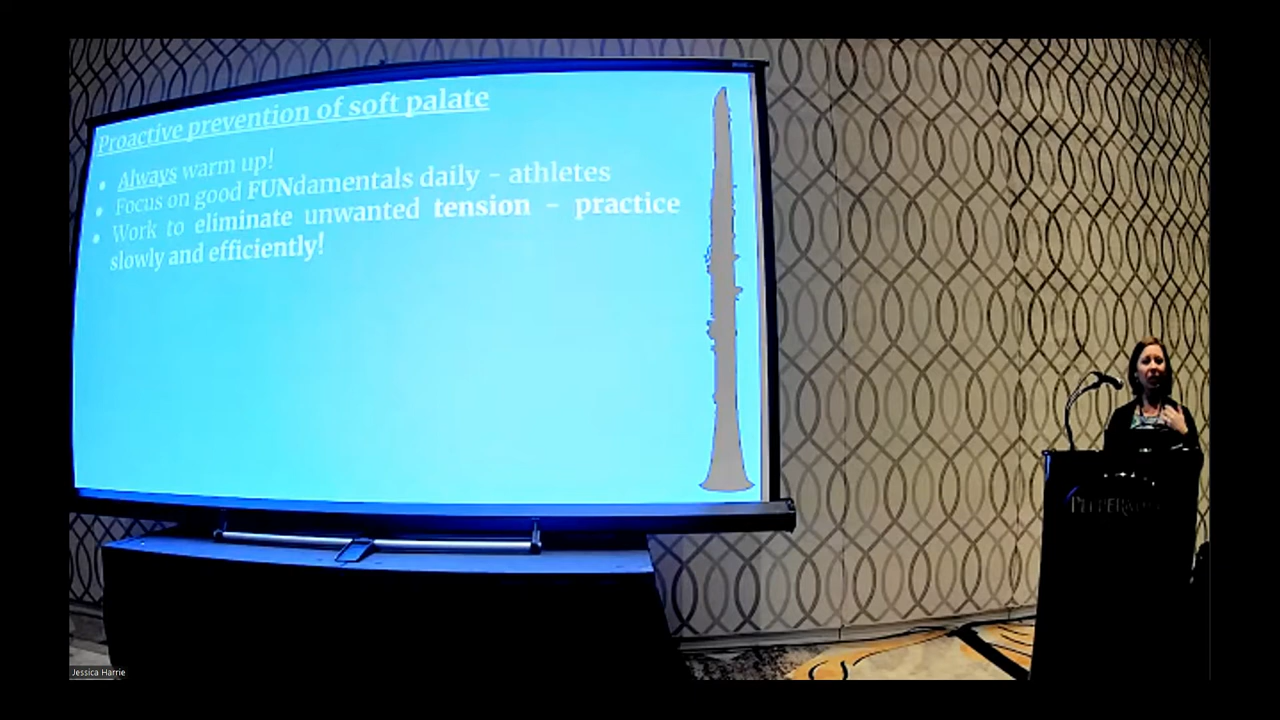 Proactive prevention of soft palate
• Always warm up!
• Focus on good FUNdamentals daily - athletes
• Work to eliminate unwanted tension - practice
slowly and efficiently!
Jessica Harrie